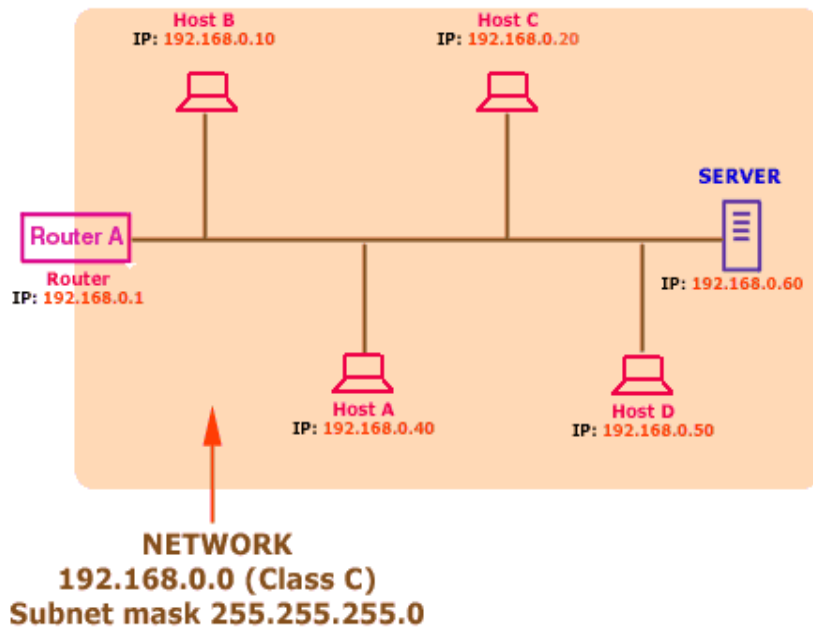 Host B
IP: 192.168.0.10
Host C
IP: 192.168.0.20
SERVER
Router A
Router
IP: 192.168.0.1
IP: 192.168.0.60
Host A
IP: 192.168.0.40
Host D
IP: 192.168.0.50
NETWORK
192.168.0.0 (Class C)
Subnet mask 255.255.255.0